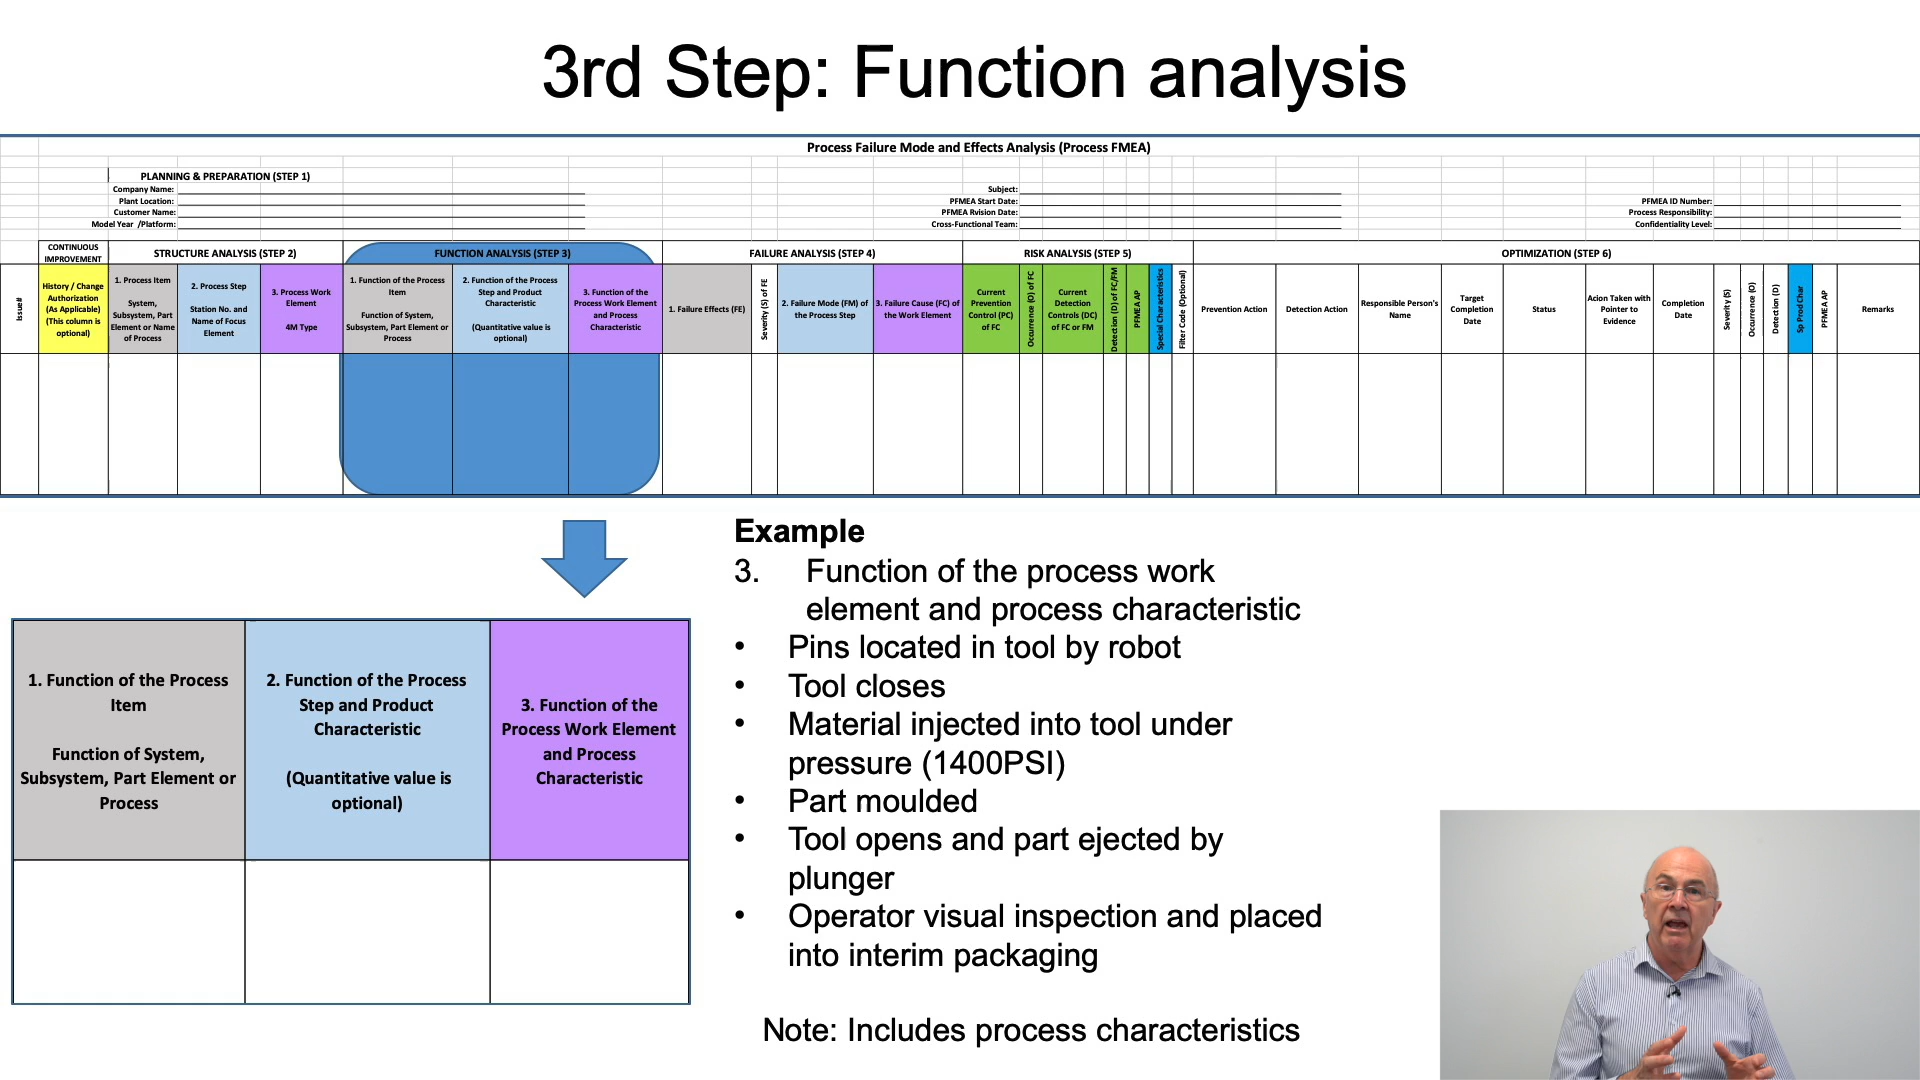 3rd Step: Function analysis
Process Failure Mode and Effects Analysis (Process FMEA)
PLANNING & PREPARATION (STEP 1)
Company Name:
Plant Location:
Customer Name:
Model Year /Platform:
Subject:
PFMEA Start Date:
PFMEA Rvision Date:
Cross-Functional Team:
PFMEA ID Number:
Process Responsibility:
Confidentiality Level:
CONTINUOUS
IMPROVEMENT
STRUCTURE ANALYSIS (STEP 2)
FUNCTION ANALYSIS (STEP 3)
FAILURE ANALYSIS (STEP 4)
RISK ANALYSIS (STEP 5)
OPTIMIZATION (STEP 6)
Issue#
History / Change
Authorization
(As Applicable)
(This column is
optional)
1. Process Item
System,
Subsystem, Part
Element or Name
of Process
2. Process Step
Station No. and
Name of Focus
Element
3. Process Work
Element
4M Type
1. Function of the Process
Item
Function of System,
Subsystem, Part Element or
Process
2. Function of the Process
Step and Product
Characteristic
(Quantitative value is
optional)
3. Function of the
Process Work Element
and Process
Characteristic
1. Failure Effects (FE)
Severity (S) of FE
2. Failure Mode (FM) of
the Process Step
3. Failure Cause (FC) of
the Work Element
Current
Prevention
Control (PC)
of FC
Occurrence (O) of FC
Current
Detection
Controls (DC)
of FC or FM
Detection (D) of FC/FM
PFMEA AP
Special Characteristics
Filter Code (Optional)
Prevention Action
Detection Action
Responsible Person's
Name
Target
Completion
Date
Status
Acion Taken with
Pointer to
Evidence
Completion
Date
Severity (S)
Occurrence (O)
Detection (D)
Sp Prod Char
PFMEA AP
Remarks
1. Function of the Process
Item
Function of System,
Subsystem, Part Element or
Process
2. Function of the Process
Step and Product
Characteristic
(Quantitative value is
optional)
3. Function of the
Process Work Element
and Process
Characteristic
Example
3. Function of the process work
element and process characteristic
• Pins located in tool by robot
• Tool closes
• Material injected into tool under
pressure (1400PSI)
• Part moulded
• Tool opens and part ejected by
plunger
• Operator visual inspection and placed
into interim packaging
Note: Includes process characteristics